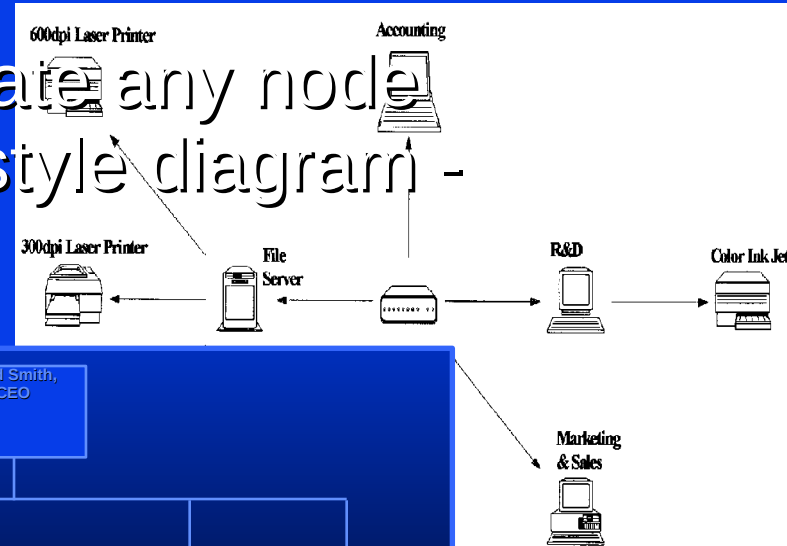 600dpi Laser Printer
Accounting
ate any node
style diagram -
300dpi Laser Printer
File
Server
R&D
Color Ink Jet
Smith,
CEO
Marketing
& Sales